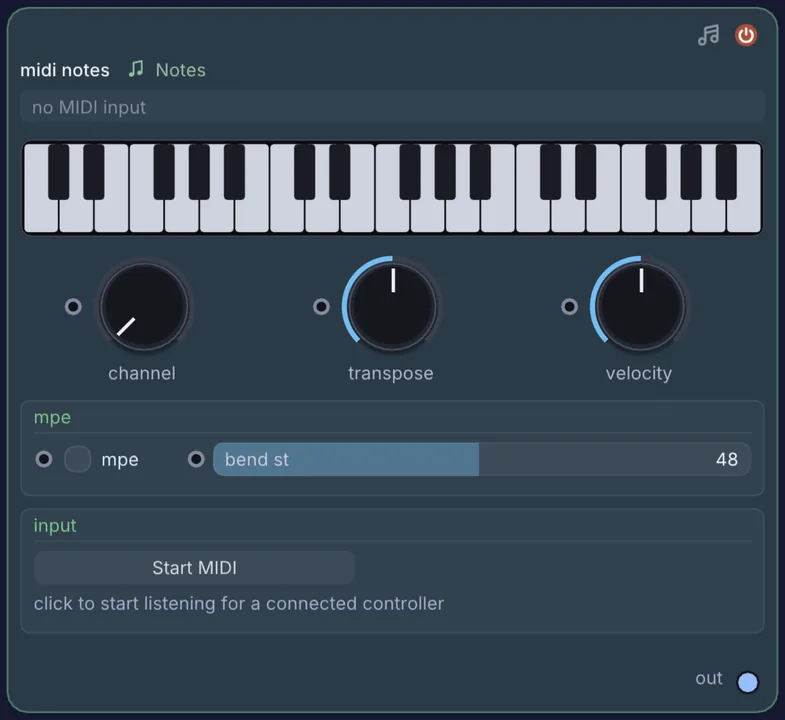 midi notes Notes
no MIDI input
channel transpose velocity
mpe
mpe bend st 48
input
Start MIDI
click to start listening for a connected controller
out